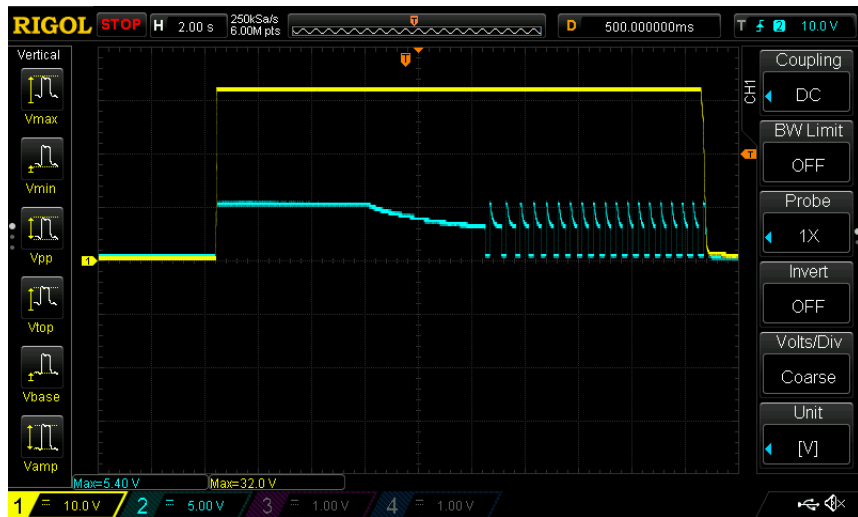 RIGOL STOP H 2.00 s 250kSa/s 6.00M pts D 500.000000ms T 2 10.0 V
Vertical
Vmax
Vmin
Vpp
Vtop
Vbase
Vamp
T
T
1
Max=5.40 V Max=32.0 V
CH1
Coupling
DC
BW Limit
OFF
Probe
1X
Invert
OFF
Volts/Div
Coarse
Unit
[V]
1 = 10.0 V 2 = 5.00 V 3 = 1.00 V 4 = 1.00 V